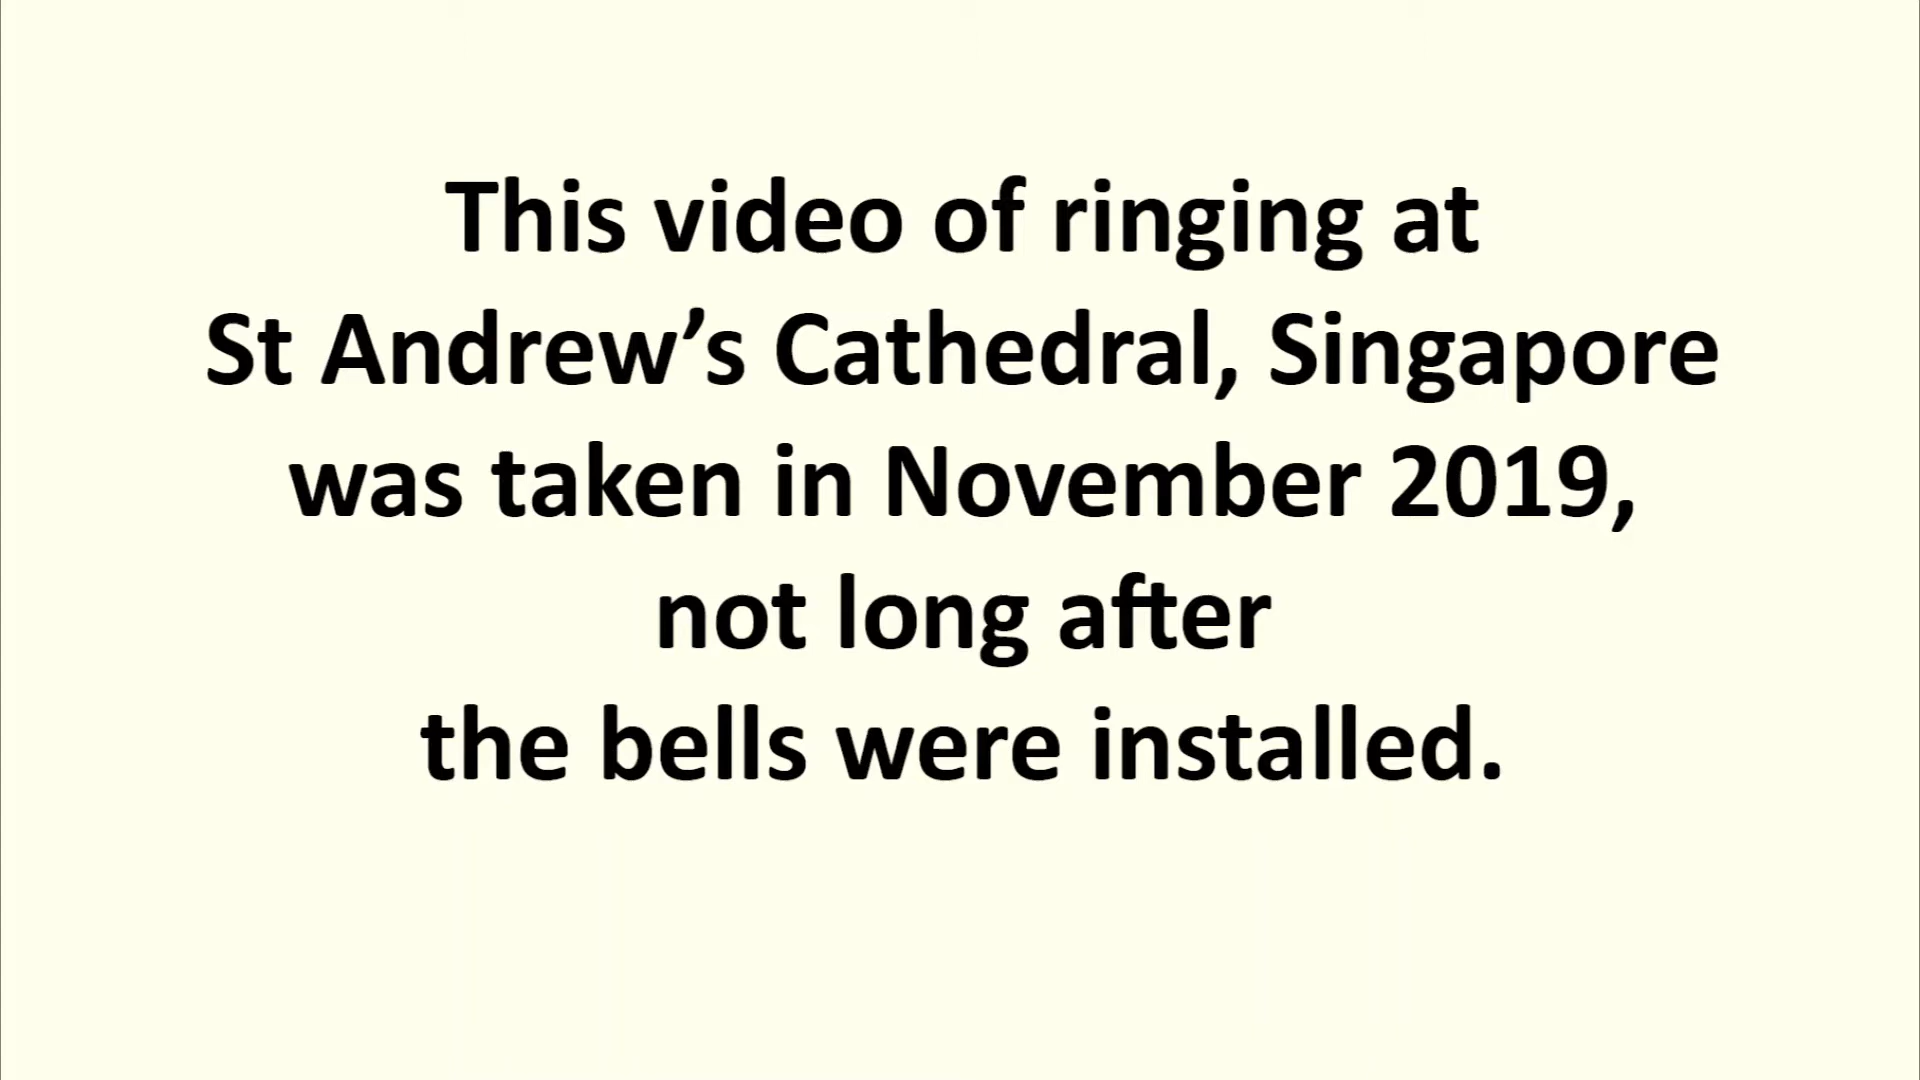 This video of ringing at
St Andrew’s Cathedral, Singapore
was taken in November 2019,
not long after
the bells were installed.